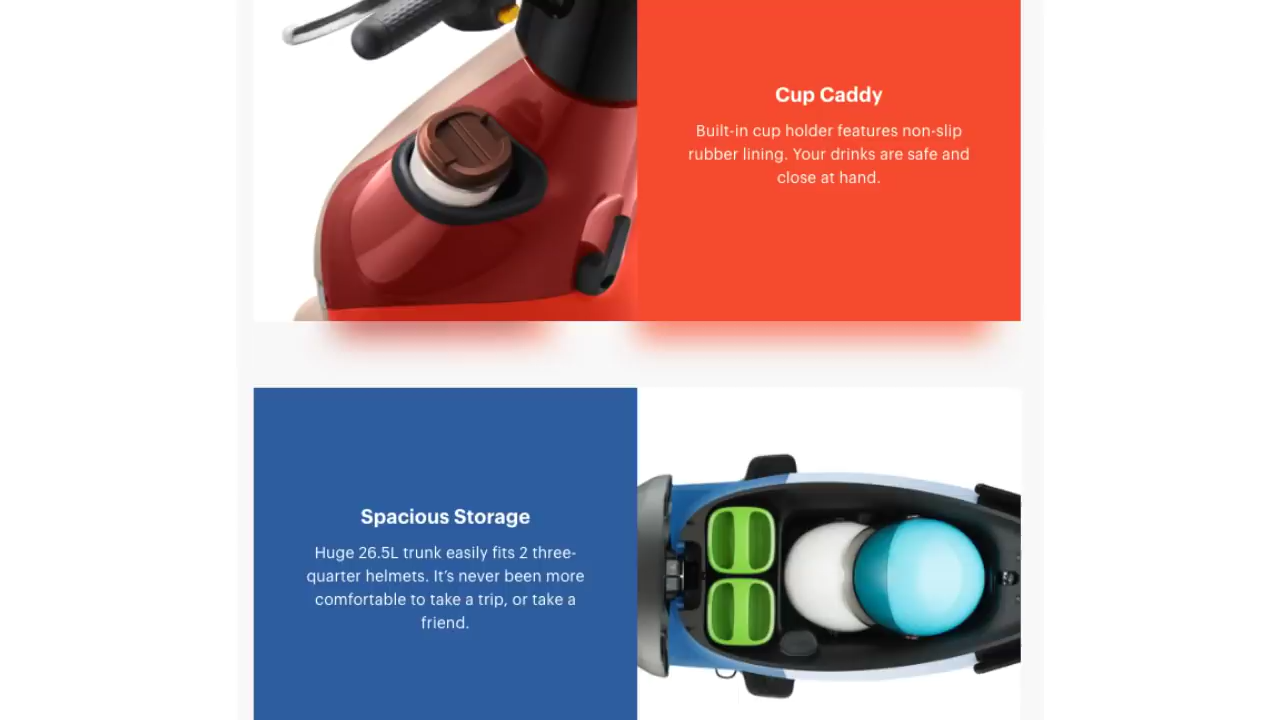 Cup Caddy
Built-in cup holder features non-slip
rubber lining. Your drinks are safe and
close at hand.
Spacious Storage
Huge 26.5L trunk easily fits 2 three-
quarter helmets. It’s never been more
comfortable to take a trip, or take a
friend.